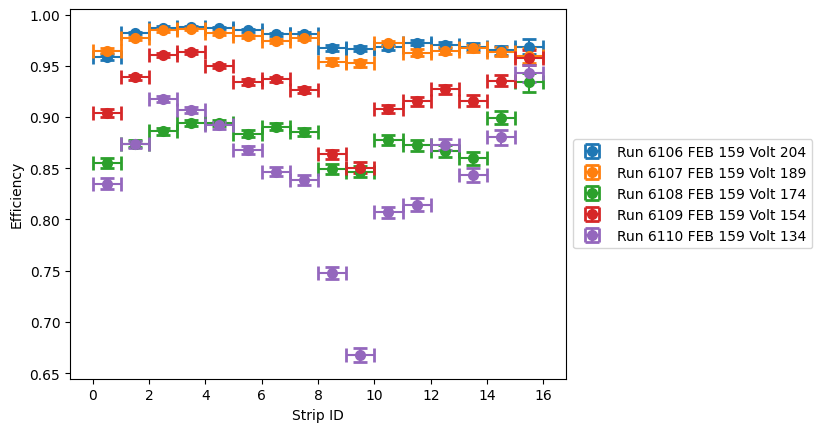 1.00
0.95
0.90
0.85
0.80
0.75
0.70
0.65
Efficiency
0 2 4 6 8 10 12 14 16
Strip ID
Run 6106 FEB 159 Volt 204
Run 6107 FEB 159 Volt 189
Run 6108 FEB 159 Volt 174
Run 6109 FEB 159 Volt 154
Run 6110 FEB 159 Volt 134